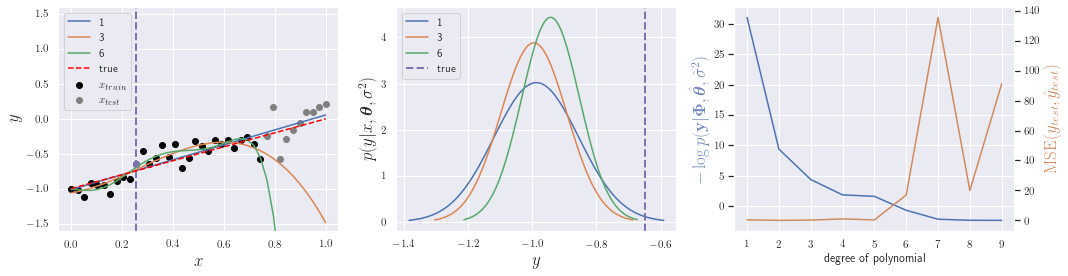 1.5
1.0
0.5
0.0
−0.5
−1.0
−1.5
y
0.0 0.2 0.4 0.6 0.8 1.0
x
1
3
6
true
x_train
x_test
4
3
2
1
0
p(y|x, θ, σ²)
−1.4 −1.2 −1.0 −0.8 −0.6
y
1
3
6
true
30
25
20
15
10
5
0
− log p(y|Φ, θ̂, σ̂²)
1 2 3 4 5 6 7 8 9
degree of polynomial
140
120
100
80
60
40
20
0
MSE(y_test, ŷ_test)